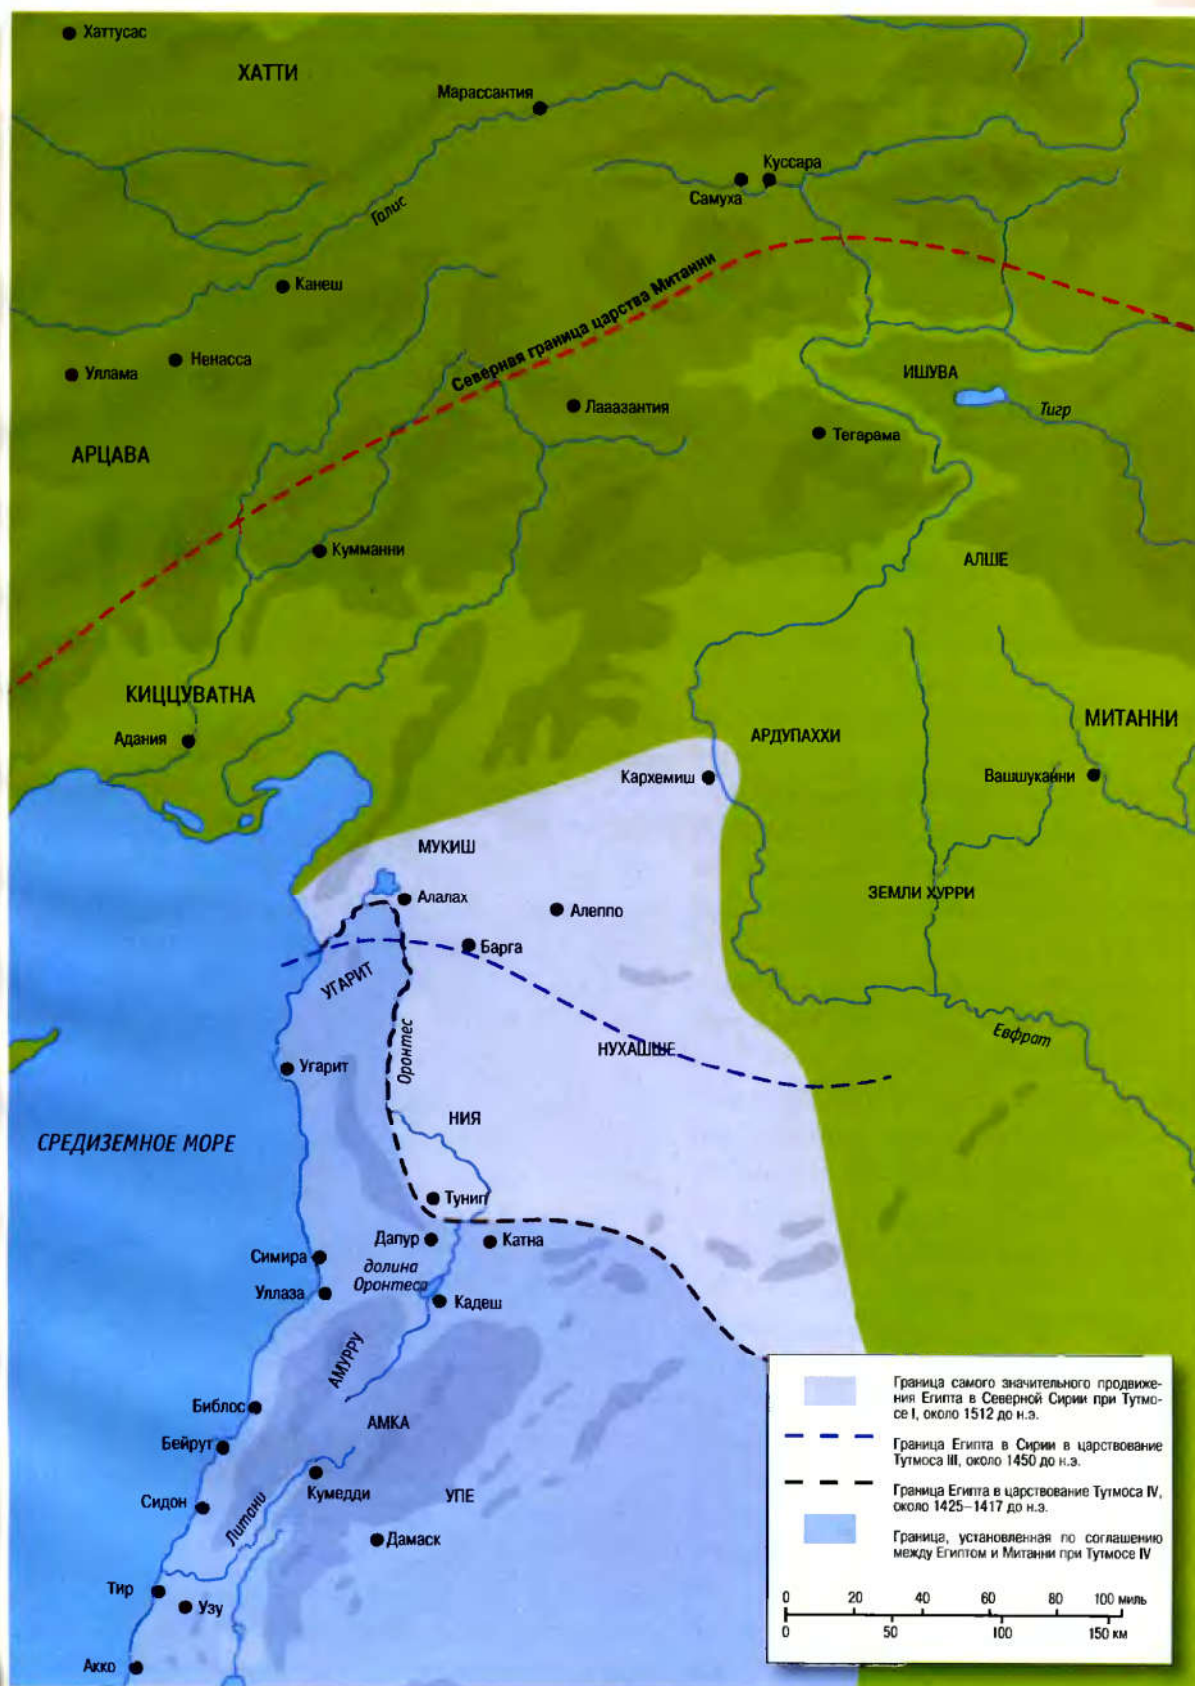 Хаттусас
ХАТТИ
Марассантия
Куссара
Самуха
Галис
Канеш
Северная граница царства Митанни
Ненасса
Уллама
ИШУВА
Лааазантия
Тигр
Тегарама
АРЦАВА
Кумманни
АЛШЕ
КИЦЦУВАТНА
МИТАННИ
Адания
АРДУПАХХИ
Кархемиш
Вашшуканни
МУКИШ
Алалах
Алеппо
ЗЕМЛИ ХУРРИ
Барга
УГАРИТ
Оронтес
НУХАШШЕ
Евфрат
Угарит
НИЯ
СРЕДИЗЕМНОЕ МОРЕ
Тунип
Дапур
Катна
Симира
долина
Оронтеса
Уллаза
Кадеш
АМУРРУ
Библос
АМКА
Бейрут
Кумедди
УПЕ
Сидон
Литани
Дамаск
Тир
Узу
Акко
Граница самого значительного продвиже-
ния Египта в Северной Сирии при Тутмо-
се I, около 1512 до н.э.
Граница Египта в Сирии в царствование
Тутмоса III, около 1450 до н.э.
Граница Египта в царствование Тутмоса IV,
около 1425–1417 до н.э.
Граница, установленная по соглашению
между Египтом и Митанни при Тутмосе IV
0 20 40 60 80 100 миль
0 50 100 150 км